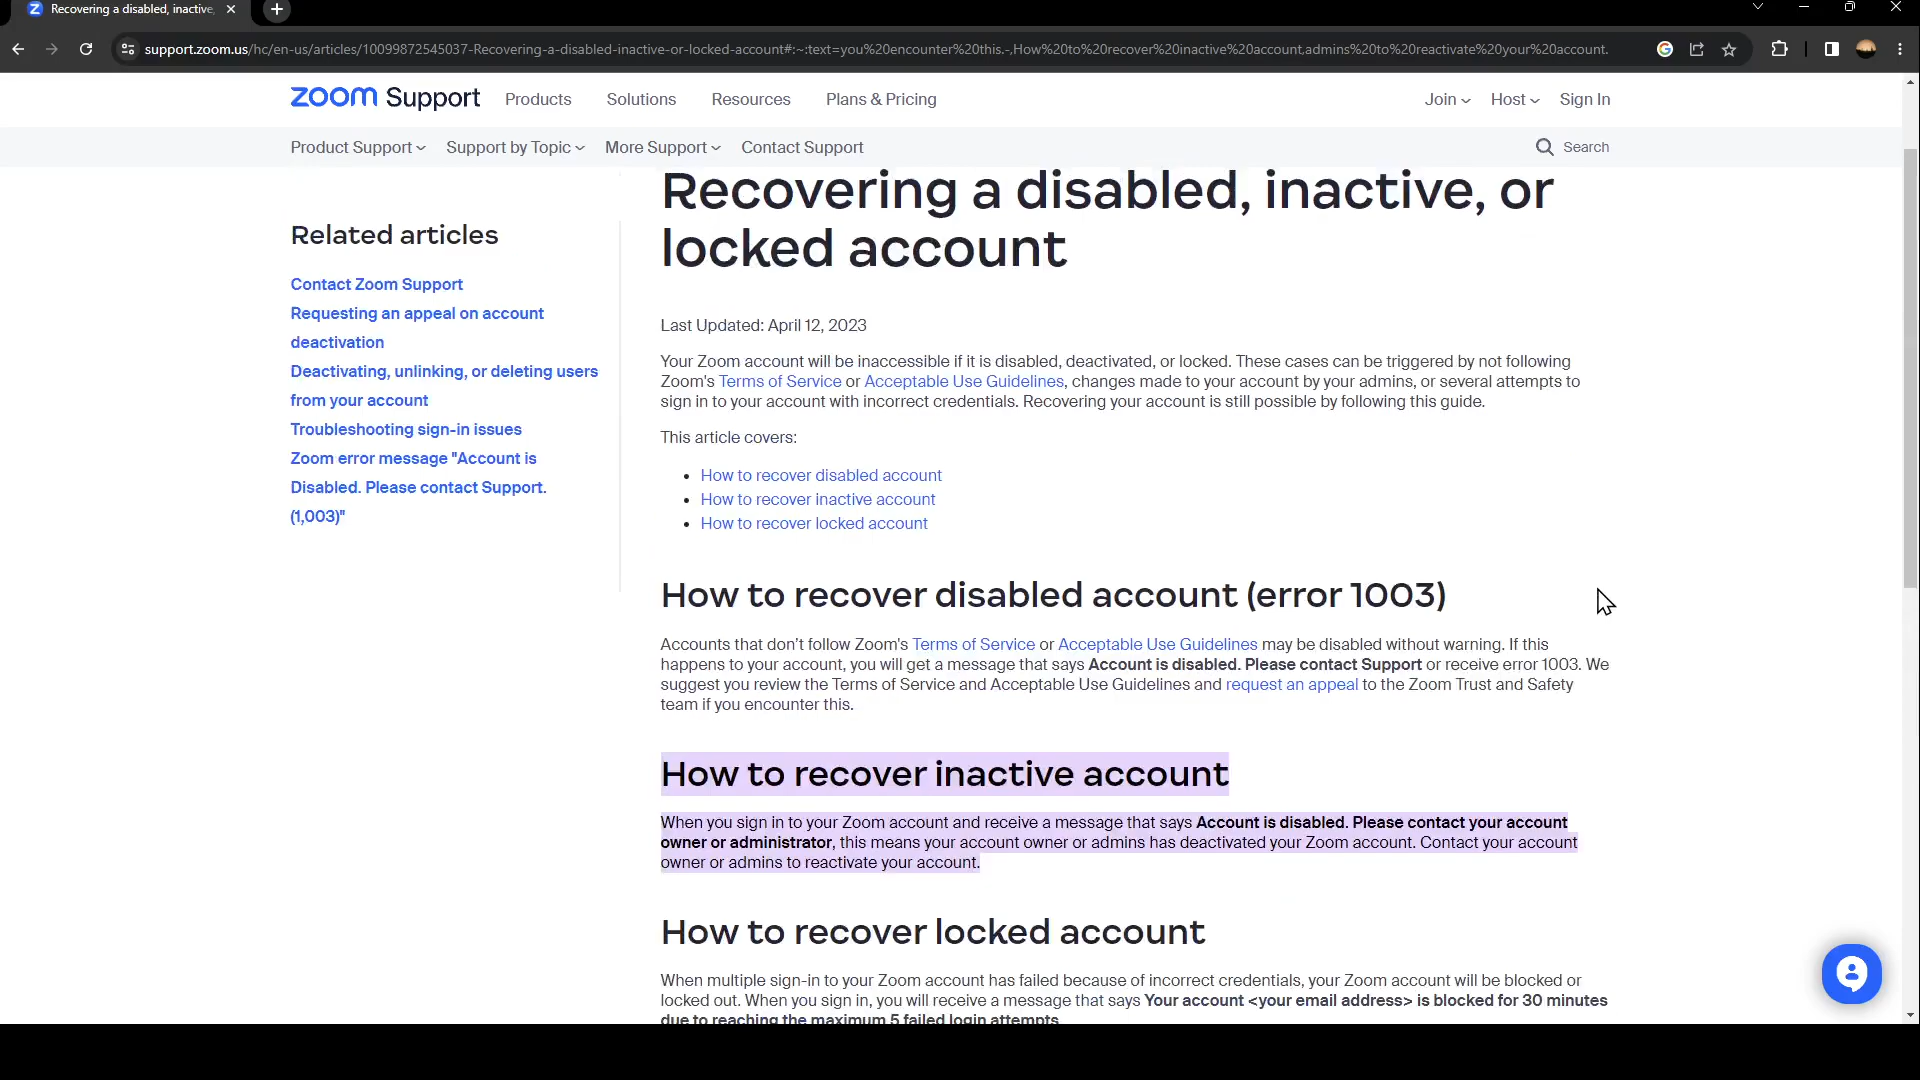 Recovering a disabled, inactive,
support.zoom.us/hc/en-us/articles/10099872545037-Recovering-a-disabled-inactive-or-locked-account#:~:text=you%20encounter%20this.-,How%20to%20recover%20inactive%20account,admins%20to%20reactivate%20your%20account.
zoom Support Products Solutions Resources Plans & Pricing Join Host Sign In
Product Support Support by Topic More Support Contact Support Search
Related articles
Contact Zoom Support
Requesting an appeal on account
deactivation
Deactivating, unlinking, or deleting users
from your account
Troubleshooting sign-in issues
Zoom error message "Account is
Disabled. Please contact Support.
(1,003)"
Recovering a disabled, inactive, or
locked account
Last Updated: April 12, 2023
Your Zoom account will be inaccessible if it is disabled, deactivated, or locked. These cases can be triggered by not following
Zoom's Terms of Service or Acceptable Use Guidelines, changes made to your account by your admins, or several attempts to
sign in to your account with incorrect credentials. Recovering your account is still possible by following this guide.
This article covers:
• How to recover disabled account
• How to recover inactive account
• How to recover locked account
How to recover disabled account (error 1003)
Accounts that don't follow Zoom's Terms of Service or Acceptable Use Guidelines may be disabled without warning. If this
happens to your account, you will get a message that says Account is disabled. Please contact Support or receive error 1003. We
suggest you review the Terms of Service and Acceptable Use Guidelines and request an appeal to the Zoom Trust and Safety
team if you encounter this.
How to recover inactive account
When you sign in to your Zoom account and receive a message that says Account is disabled. Please contact your account
owner or administrator, this means your account owner or admins has deactivated your Zoom account. Contact your account
owner or admins to reactivate your account.
How to recover locked account
When multiple sign-in to your Zoom account has failed because of incorrect credentials, your Zoom account will be blocked or
locked out. When you sign in, you will receive a message that says Your account <your email address> is blocked for 30 minutes
due to reaching the maximum 5 failed login attempts.